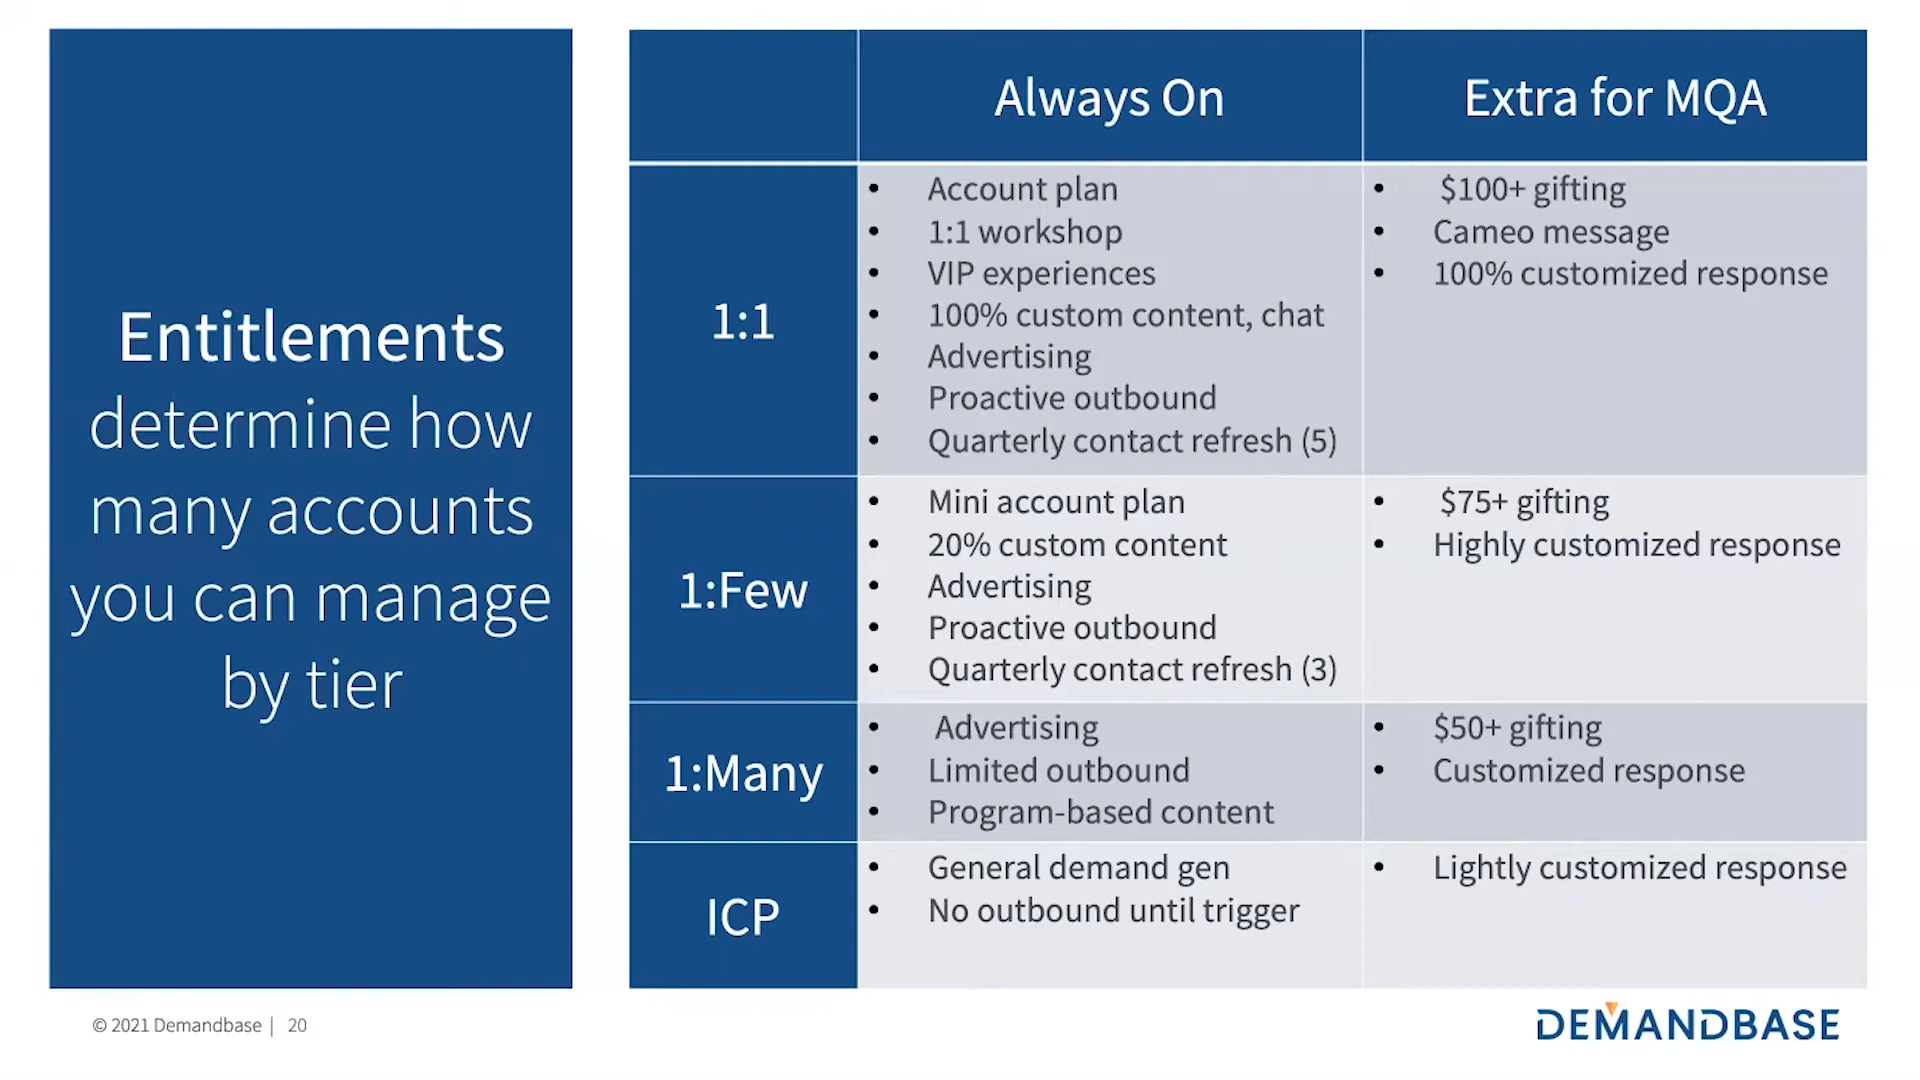 Entitlements
determine how
many accounts
you can manage
by tier
Always On
Extra for MQA
1:1
• Account plan
• 1:1 workshop
• VIP experiences
• 100% custom content, chat
• Advertising
• Proactive outbound
• Quarterly contact refresh (5)
• $100+ gifting
• Cameo message
• 100% customized response
1:Few
• Mini account plan
• 20% custom content
• Advertising
• Proactive outbound
• Quarterly contact refresh (3)
• $75+ gifting
• Highly customized response
1:Many
• Advertising
• Limited outbound
• Program-based content
• $50+ gifting
• Customized response
ICP
• General demand gen
• No outbound until trigger
• Lightly customized response
© 2021 Demandbase | 20
DEMANDBASE